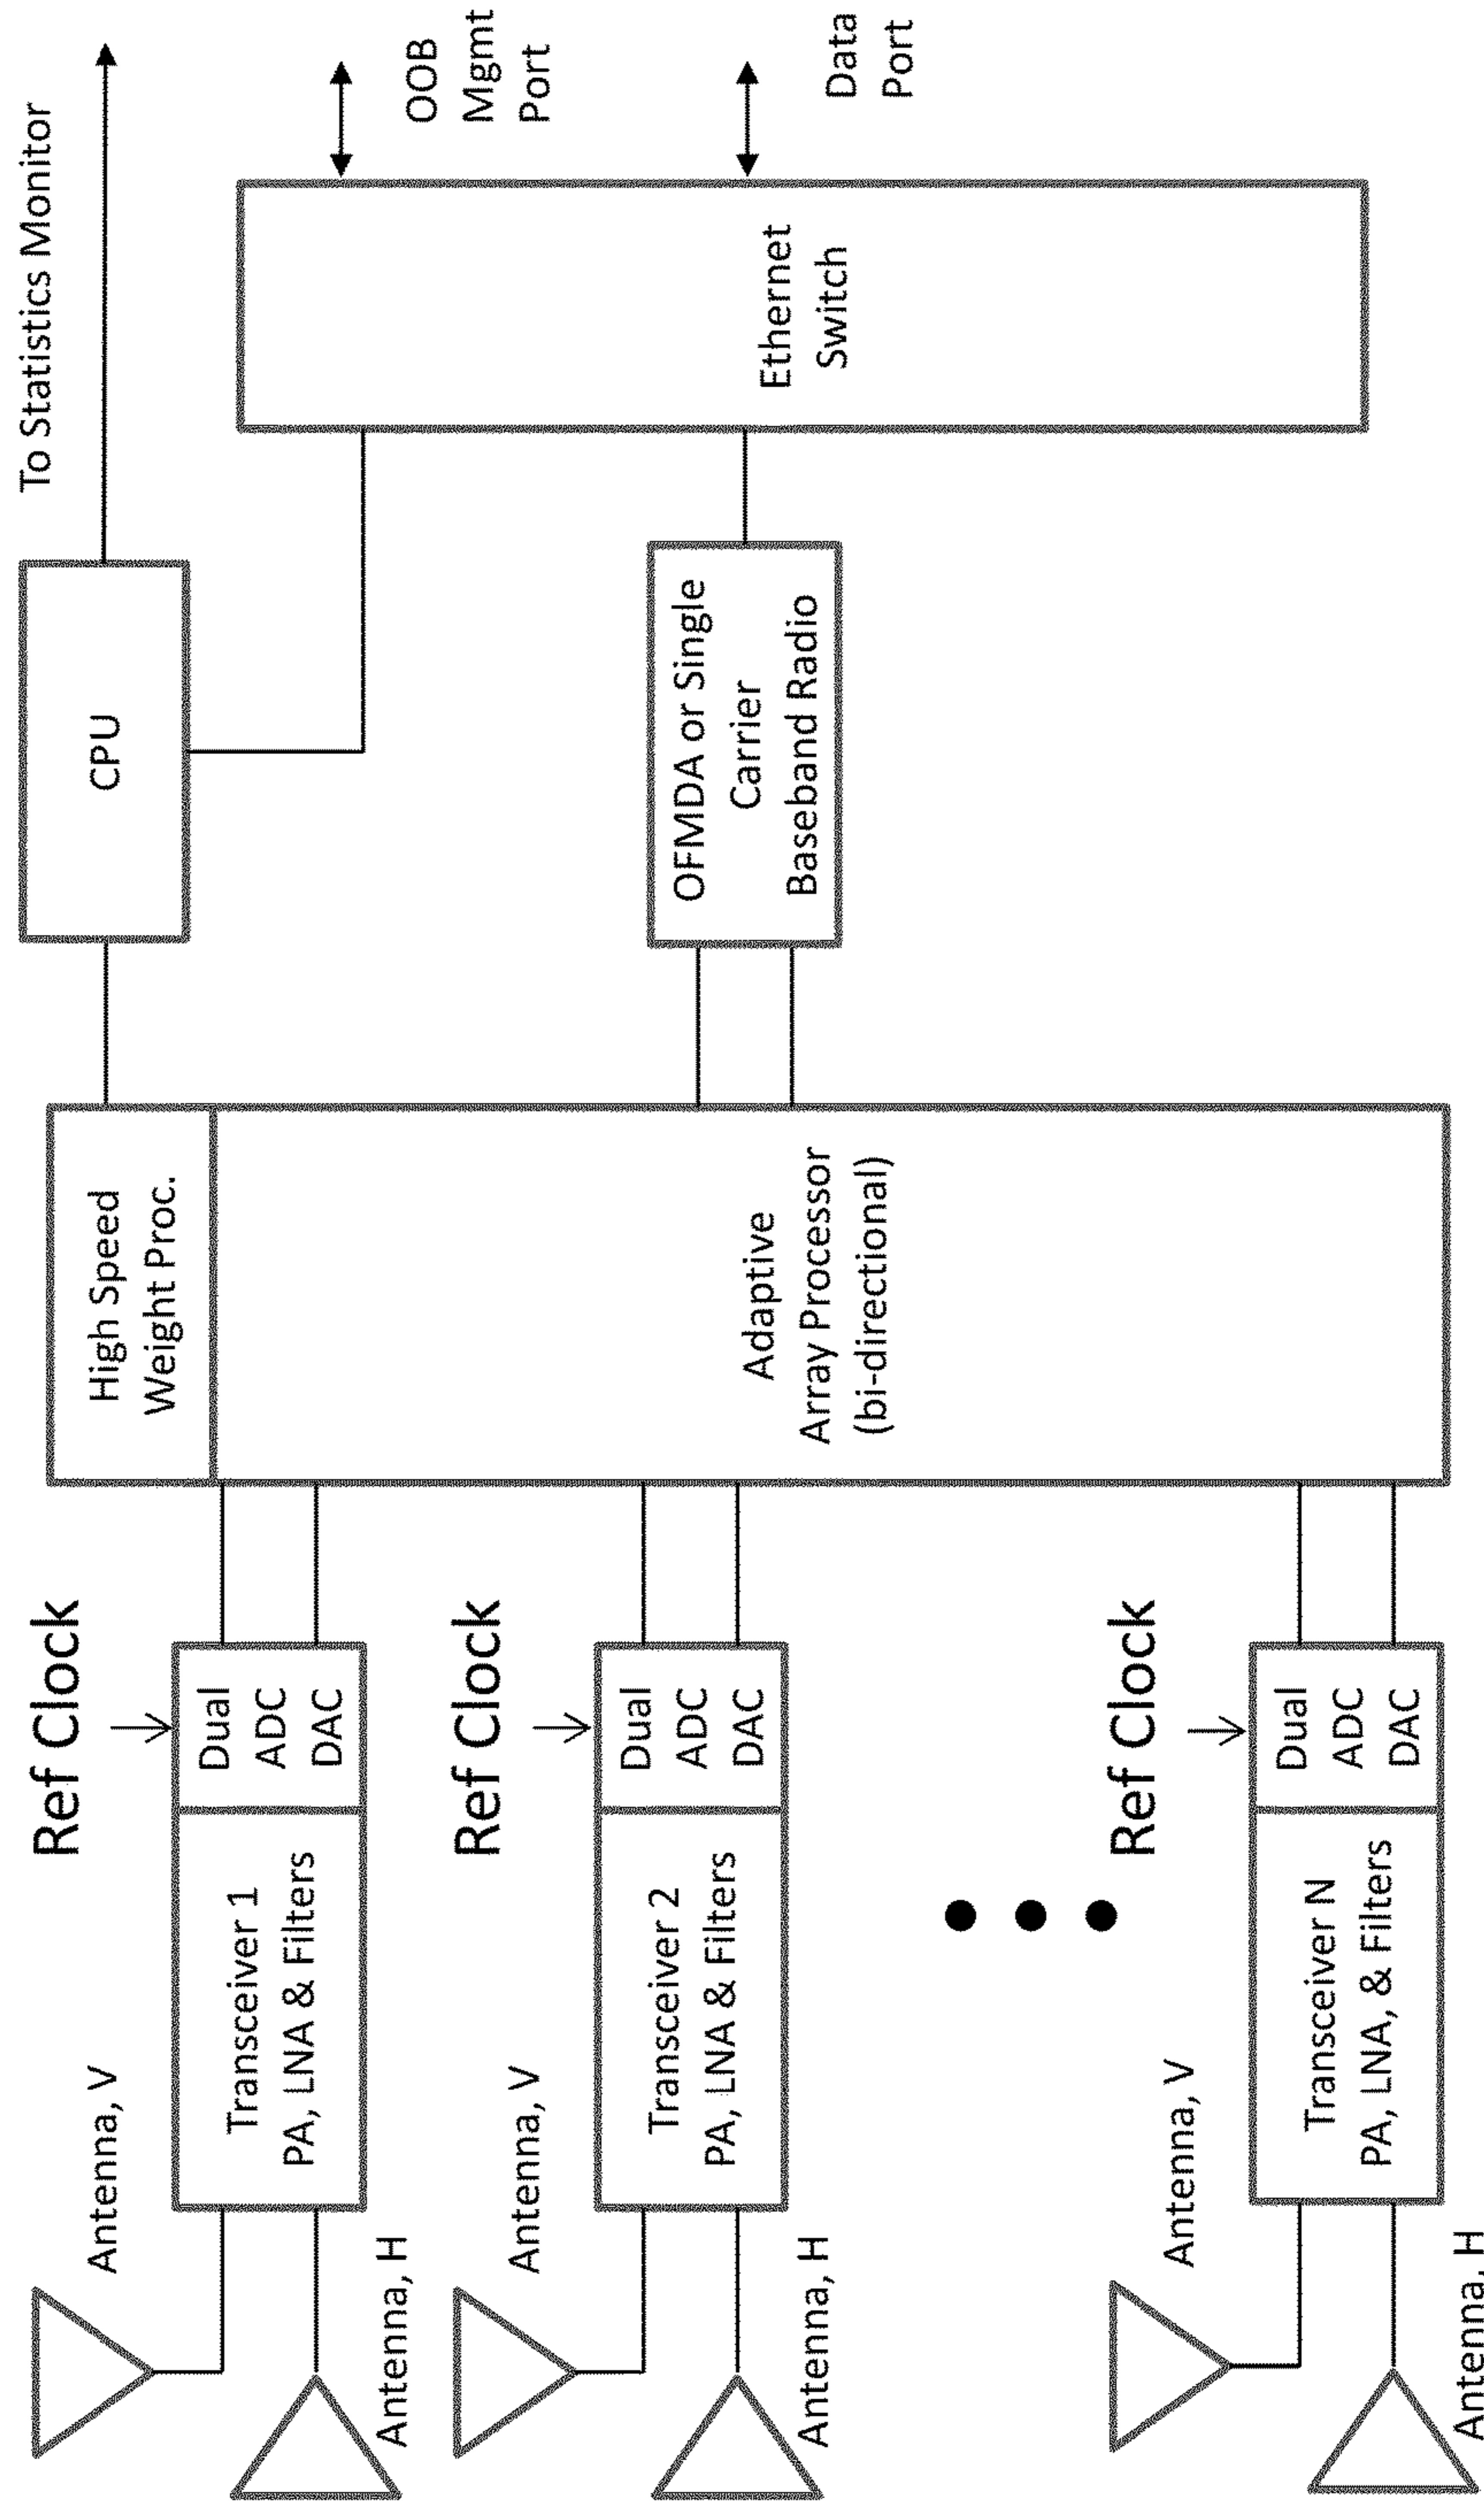 Antenna, V
Antenna, H
Transceiver 1
PA, LNA & Filters
Ref Clock
Dual
ADC
DAC
Antenna, V
Antenna, H
Transceiver 2
PA, LNA & Filters
Ref Clock
Dual
ADC
DAC
Antenna, V
Antenna, H
Transceiver N
PA, LNA, & Filters
Ref Clock
Dual
ADC
DAC
High Speed
Weight Proc.
Adaptive
Array Processor
(bi-directional)
CPU
To Statistics Monitor
OFMDA or Single
Carrier
Baseband Radio
Ethernet
Switch
OOB
Mgmt
Port
Data
Port